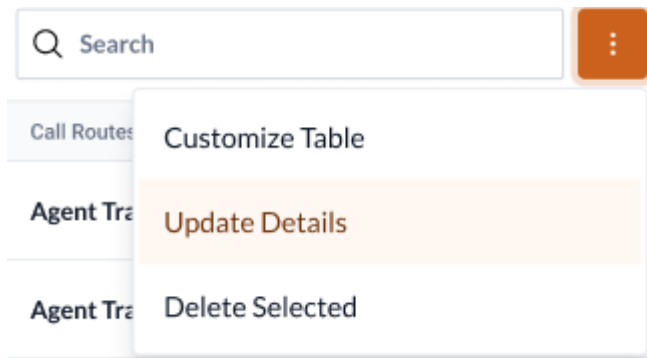 Search
Call Routes
Customize Table
Agent Tra
Update Details
Agent Tra
Delete Selected